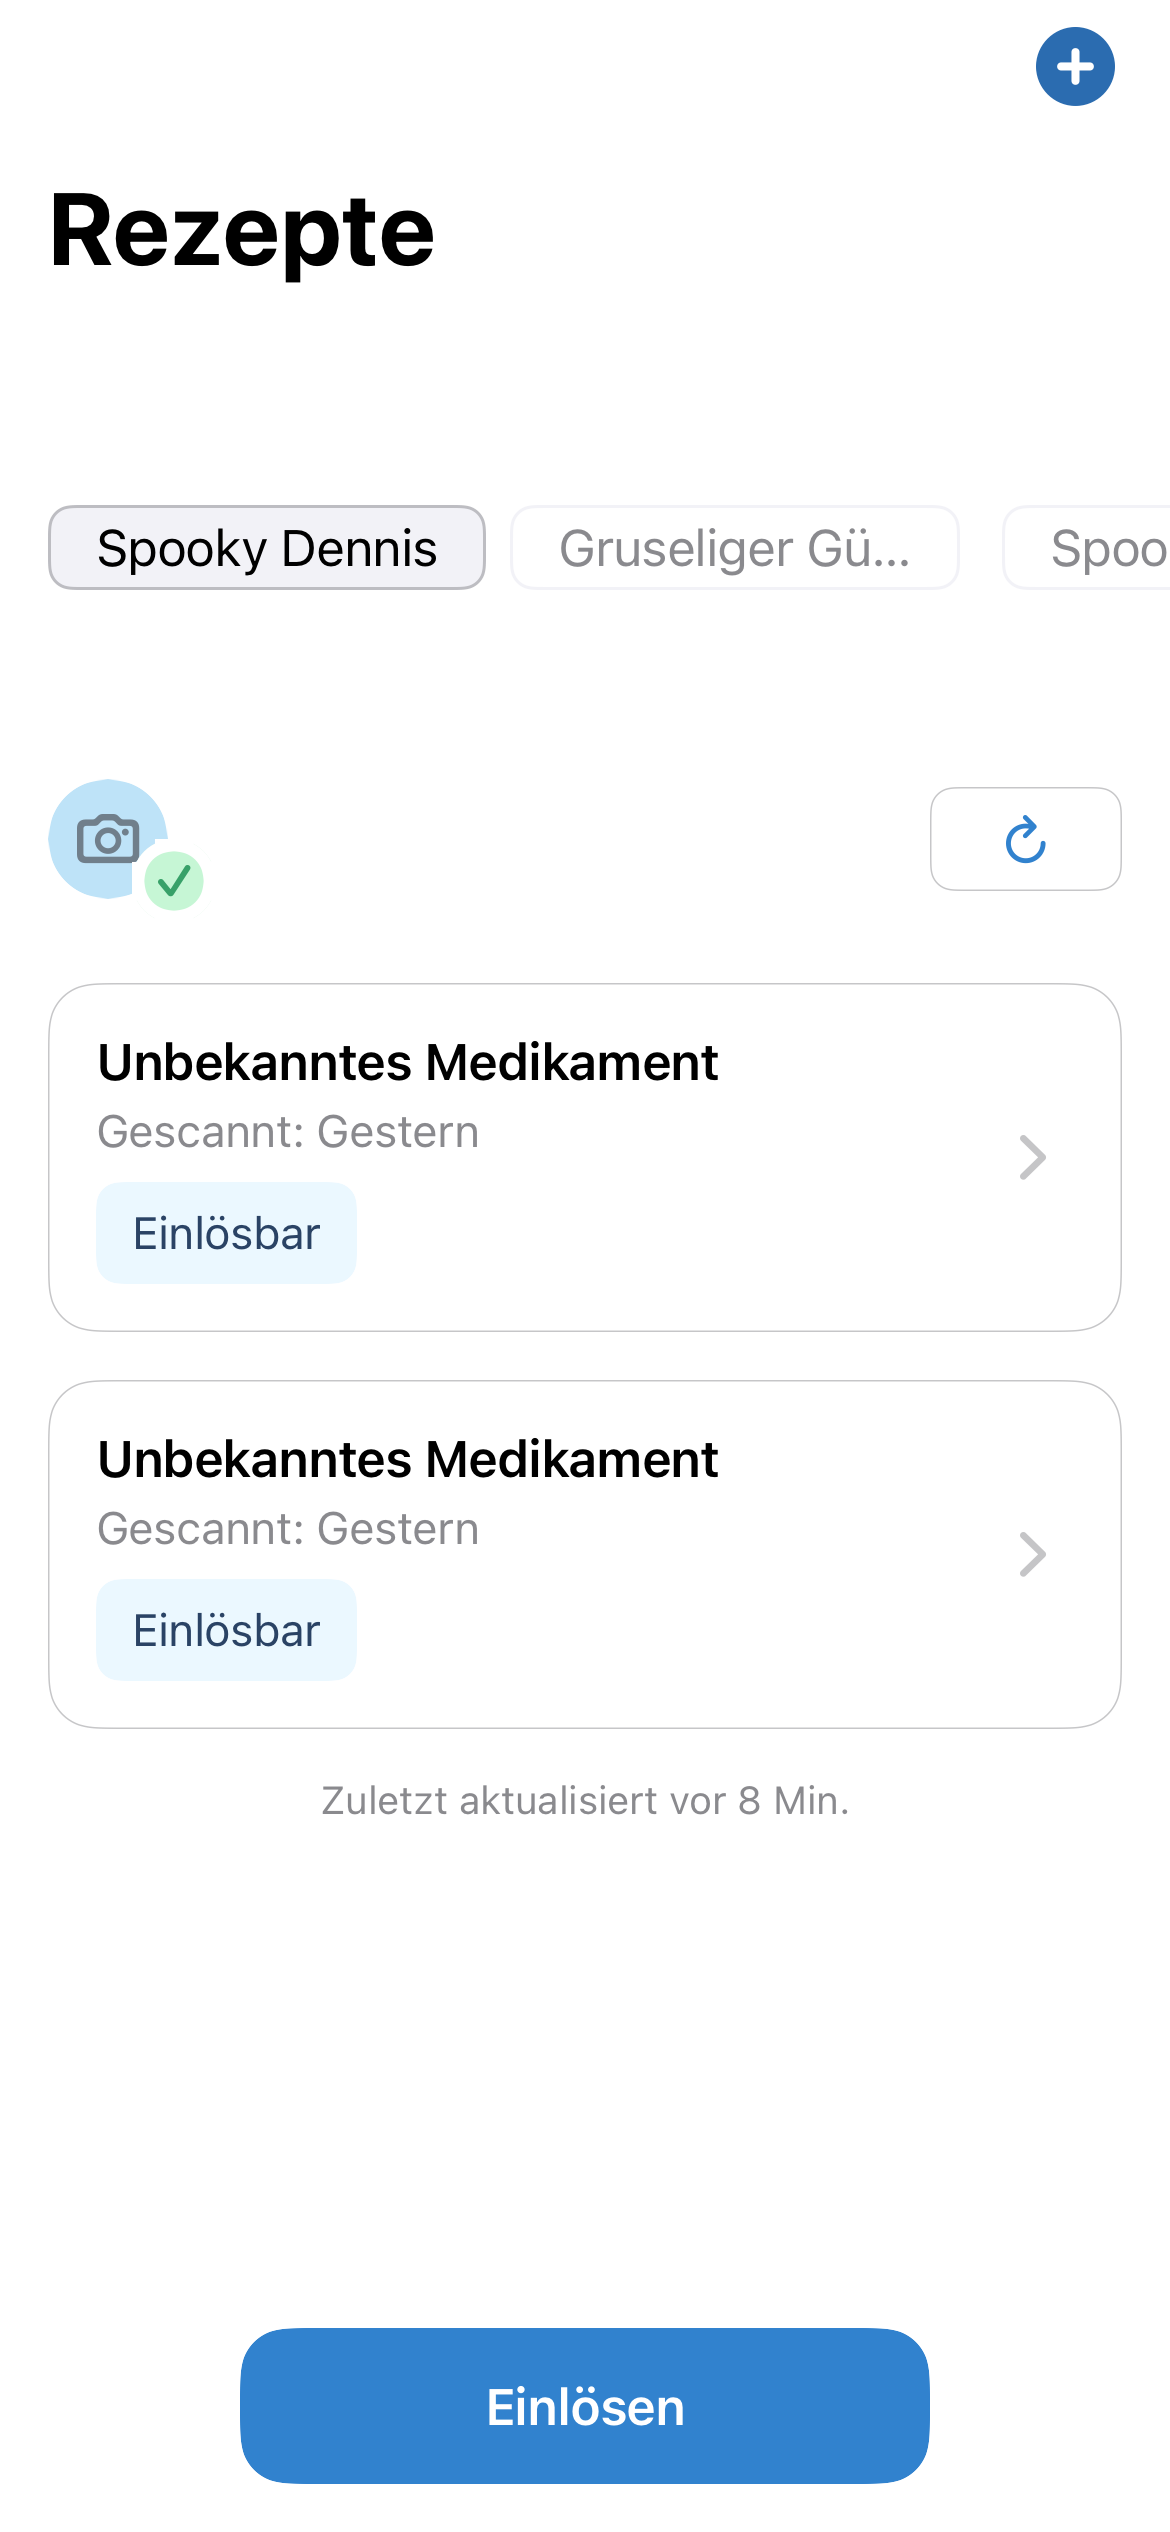 Rezepte
Spooky Dennis
Gruseliger Gü...
Spoo
Unbekanntes Medikament
Gescannt: Gestern
Einlösbar
Unbekanntes Medikament
Gescannt: Gestern
Einlösbar
Zuletzt aktualisiert vor 8 Min.
Einlösen